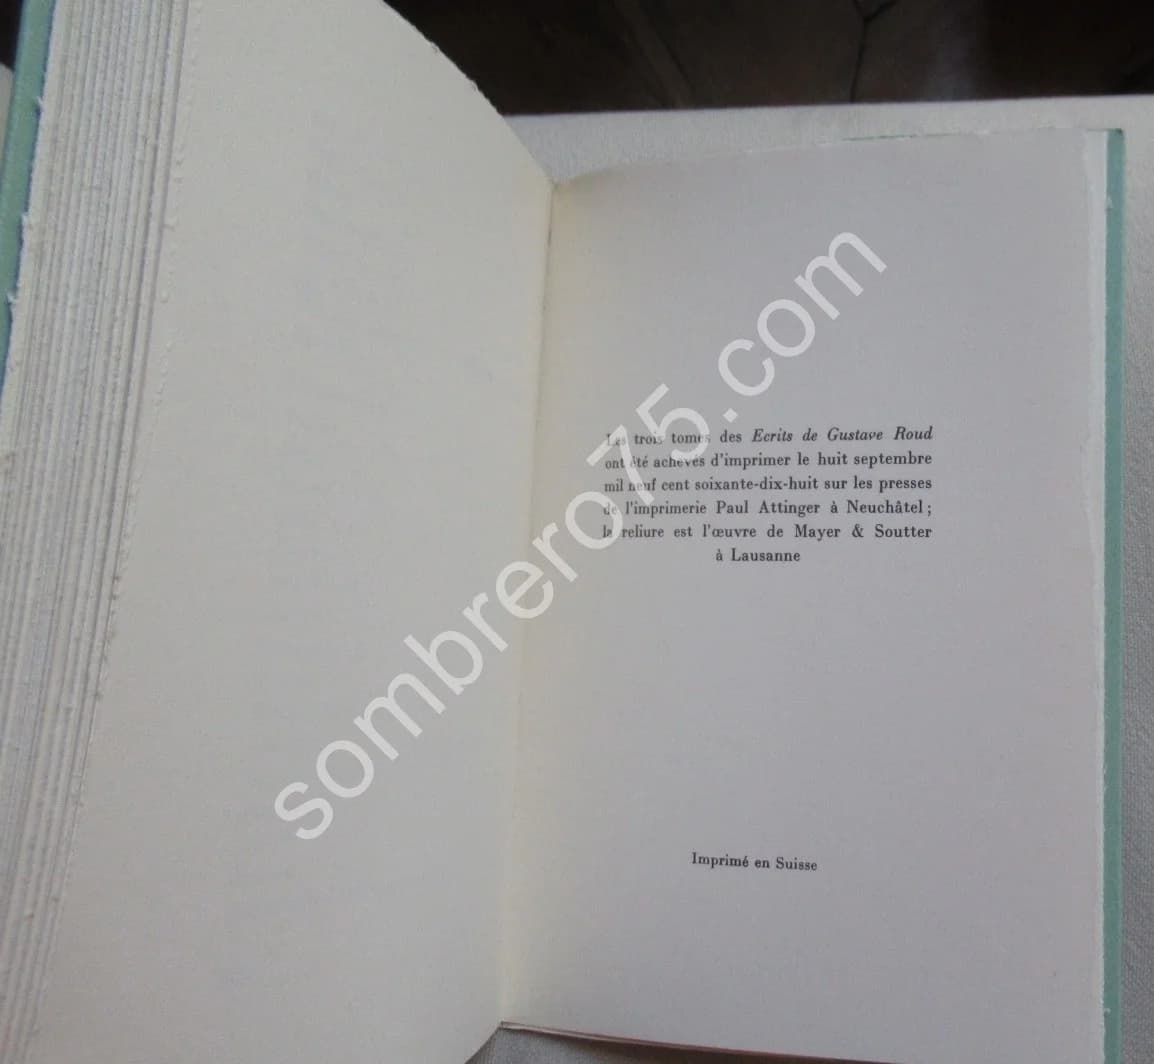 Les trois tomes des Ecrits de Gustave Roud
ont été achevés d'imprimer le huit septembre
mil neuf cent soixante-dix-huit sur les presses
de l'imprimerie Paul Attinger à Neuchâtel ;
la reliure est l'œuvre de Mayer & Soutter
à Lausanne
Imprimé en Suisse
sombrero75.com